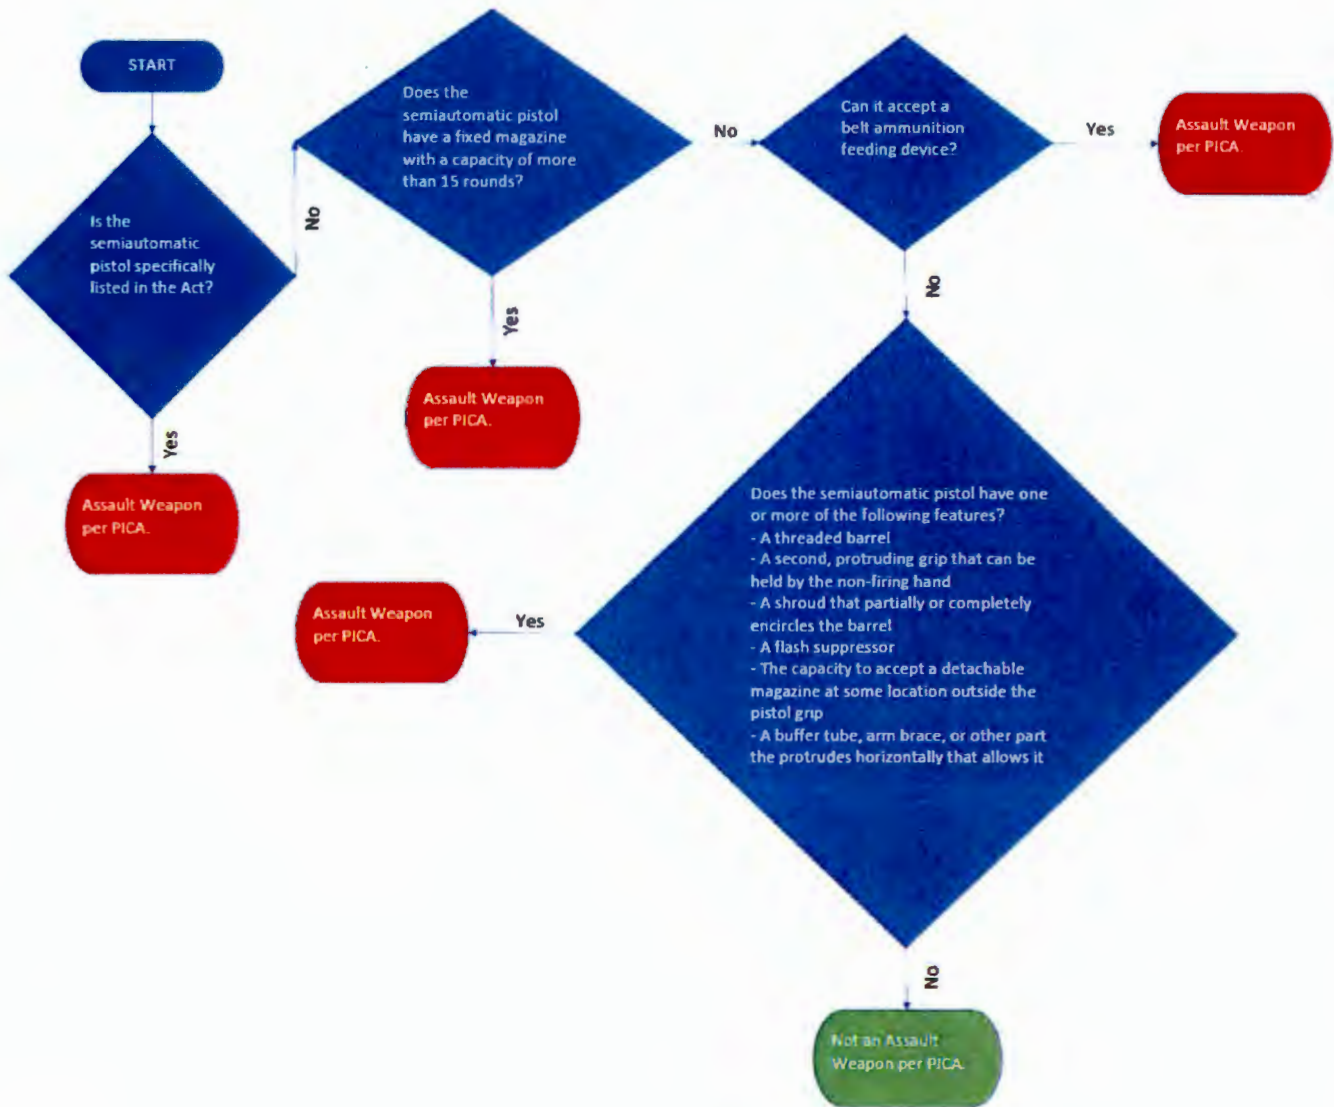 START
Is the
semiautomatic
pistol specifically
listed in the Act?
Yes
Assault Weapon
per PICA.
No
Does the
semiautomatic pistol
have a fixed magazine
with a capacity of more
than 15 rounds?
Yes
Assault Weapon
per PICA.
No
Can it accept a
belt ammunition
feeding device?
Yes
Assault Weapon
per PICA.
No
Does the semiautomatic pistol have one
or more of the following features?
- A threaded barrel
- A second, protruding grip that can be
held by the non-firing hand
- A shroud that partially or completely
encircles the barrel
- A flash suppressor
- The capacity to accept a detachable
magazine at some location outside the
pistol grip
- A buffer tube, arm brace, or other part
the protrudes horizontally that allows it
Yes
Assault Weapon
per PICA.
No
Not an Assault
Weapon per PICA.